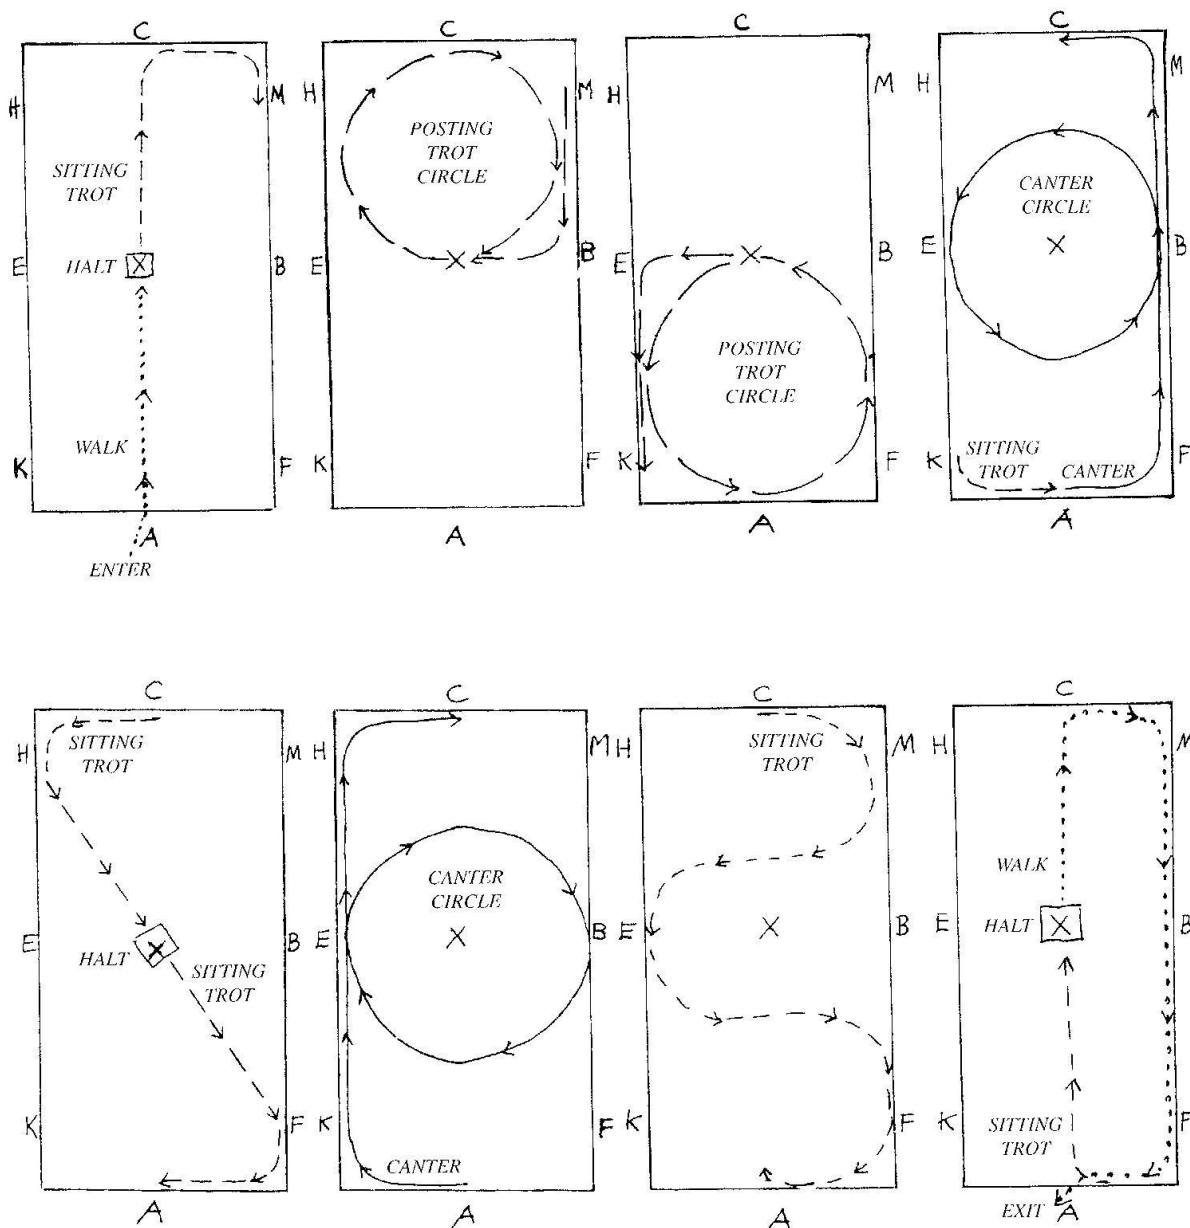 C
H
M
SITTING
TROT
E
HALT
X
B
WALK
K
F
A
ENTER
C
H
M
POSTING
TROT
CIRCLE
E
X
B
K
F
A
C
H
M
E
X
B
POSTING
TROT
CIRCLE
K
F
A
C
H
M
CANTER
CIRCLE
E
X
B
K
SITTING
TROT
CANTER
F
A
C
H
SITTING
TROT
M
E
HALT
X
B
SITTING
TROT
K
F
A
C
H
M
CANTER
CIRCLE
E
X
B
K
F
CANTER
A
C
H
SITTING
TROT
M
E
X
B
K
F
A
C
H
M
WALK
E
HALT
X
B
K
SITTING
TROT
F
EXIT
A